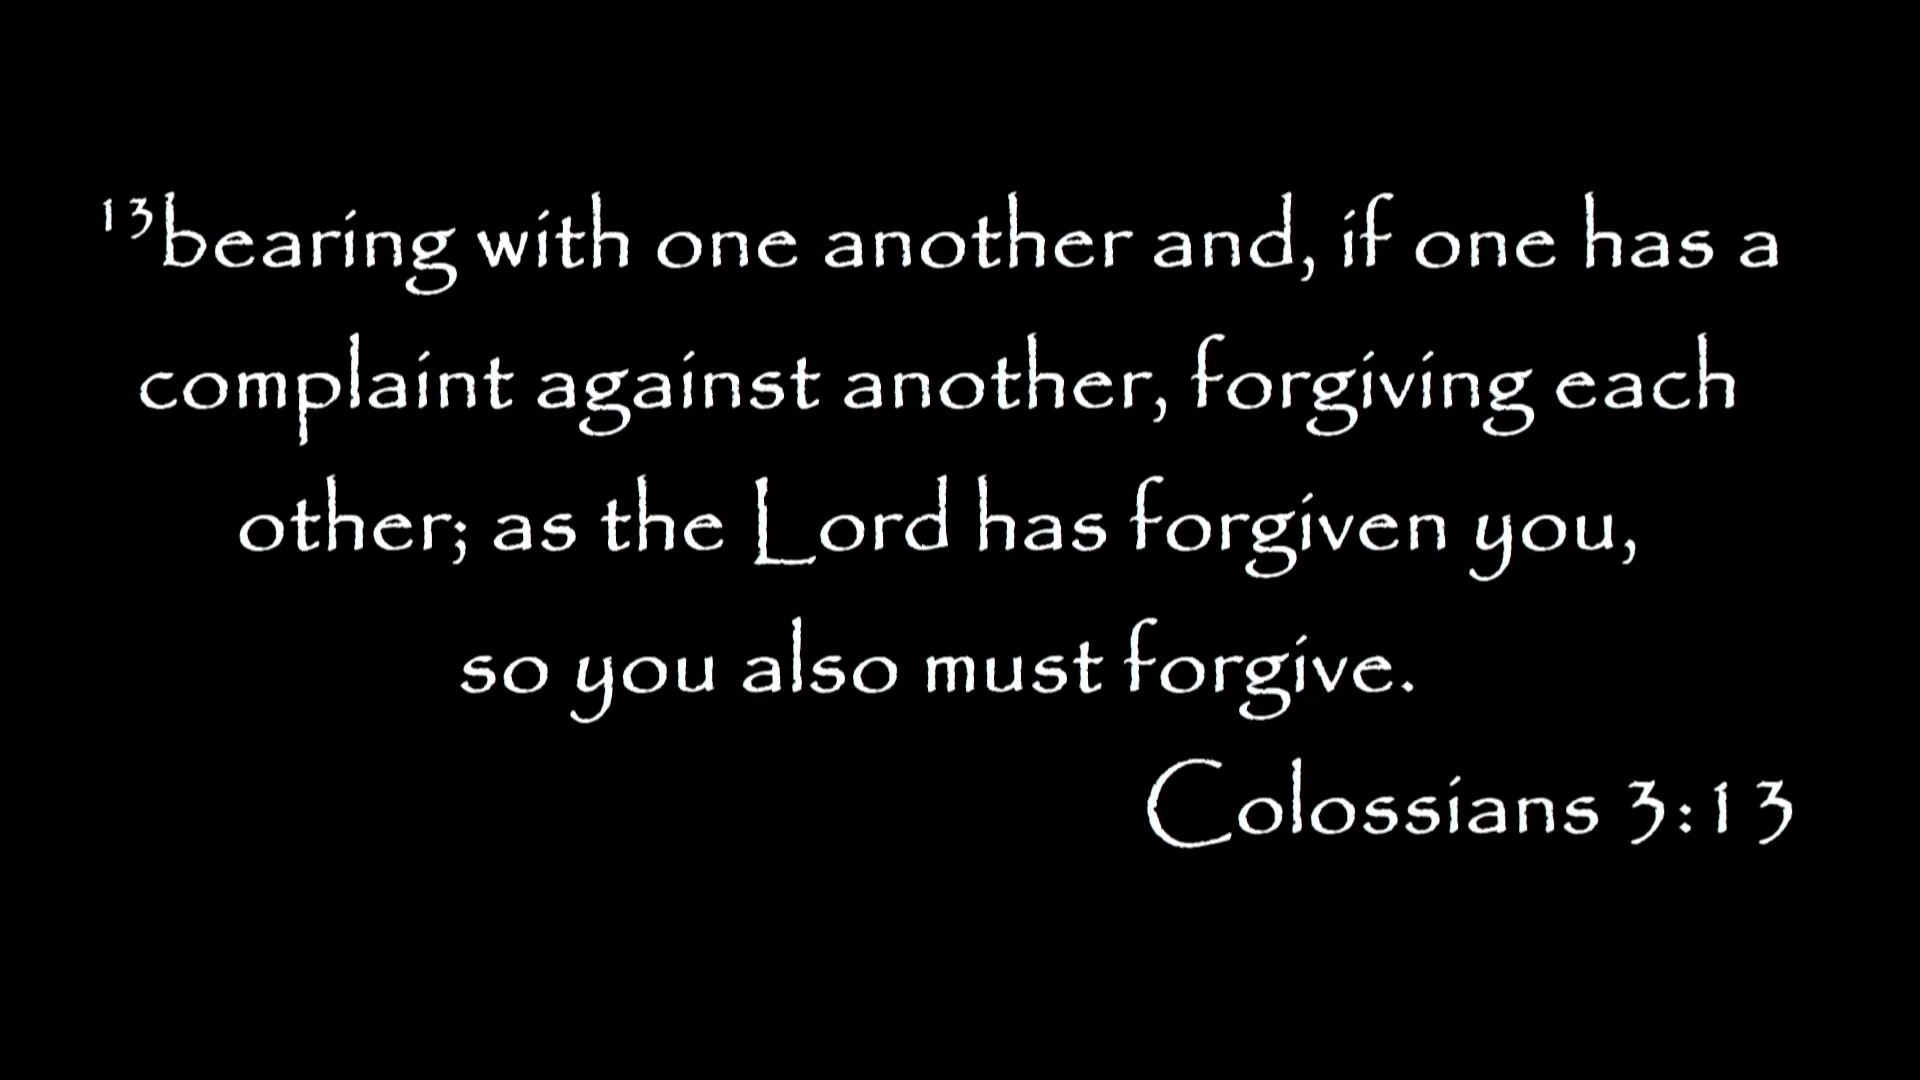 ¹³bearing with one another and, if one has a
complaint against another, forgiving each
other; as the Lord has forgiven you,
so you also must forgive.
Colossians 3:13